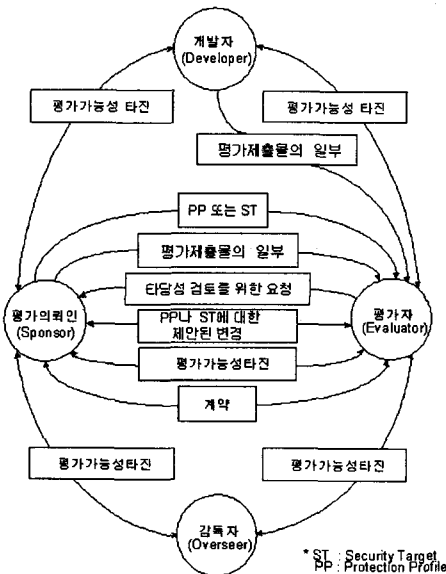 개발자
(Developer)
평가가능성 타진
평가가능성 타진
평가제출물의 일부
PP 또는 ST
평가제출물의 일부
타당성 검토를 위한 요청
평가의뢰인
(Sponsor)
PP나 ST에 대한
제안된 변경
평가자
(Evaluator)
평가가능성타진
계약
평가가능성타진
평가가능성타진
감독자
(Overseer)
* ST : Security Target
PP : Protection Profile